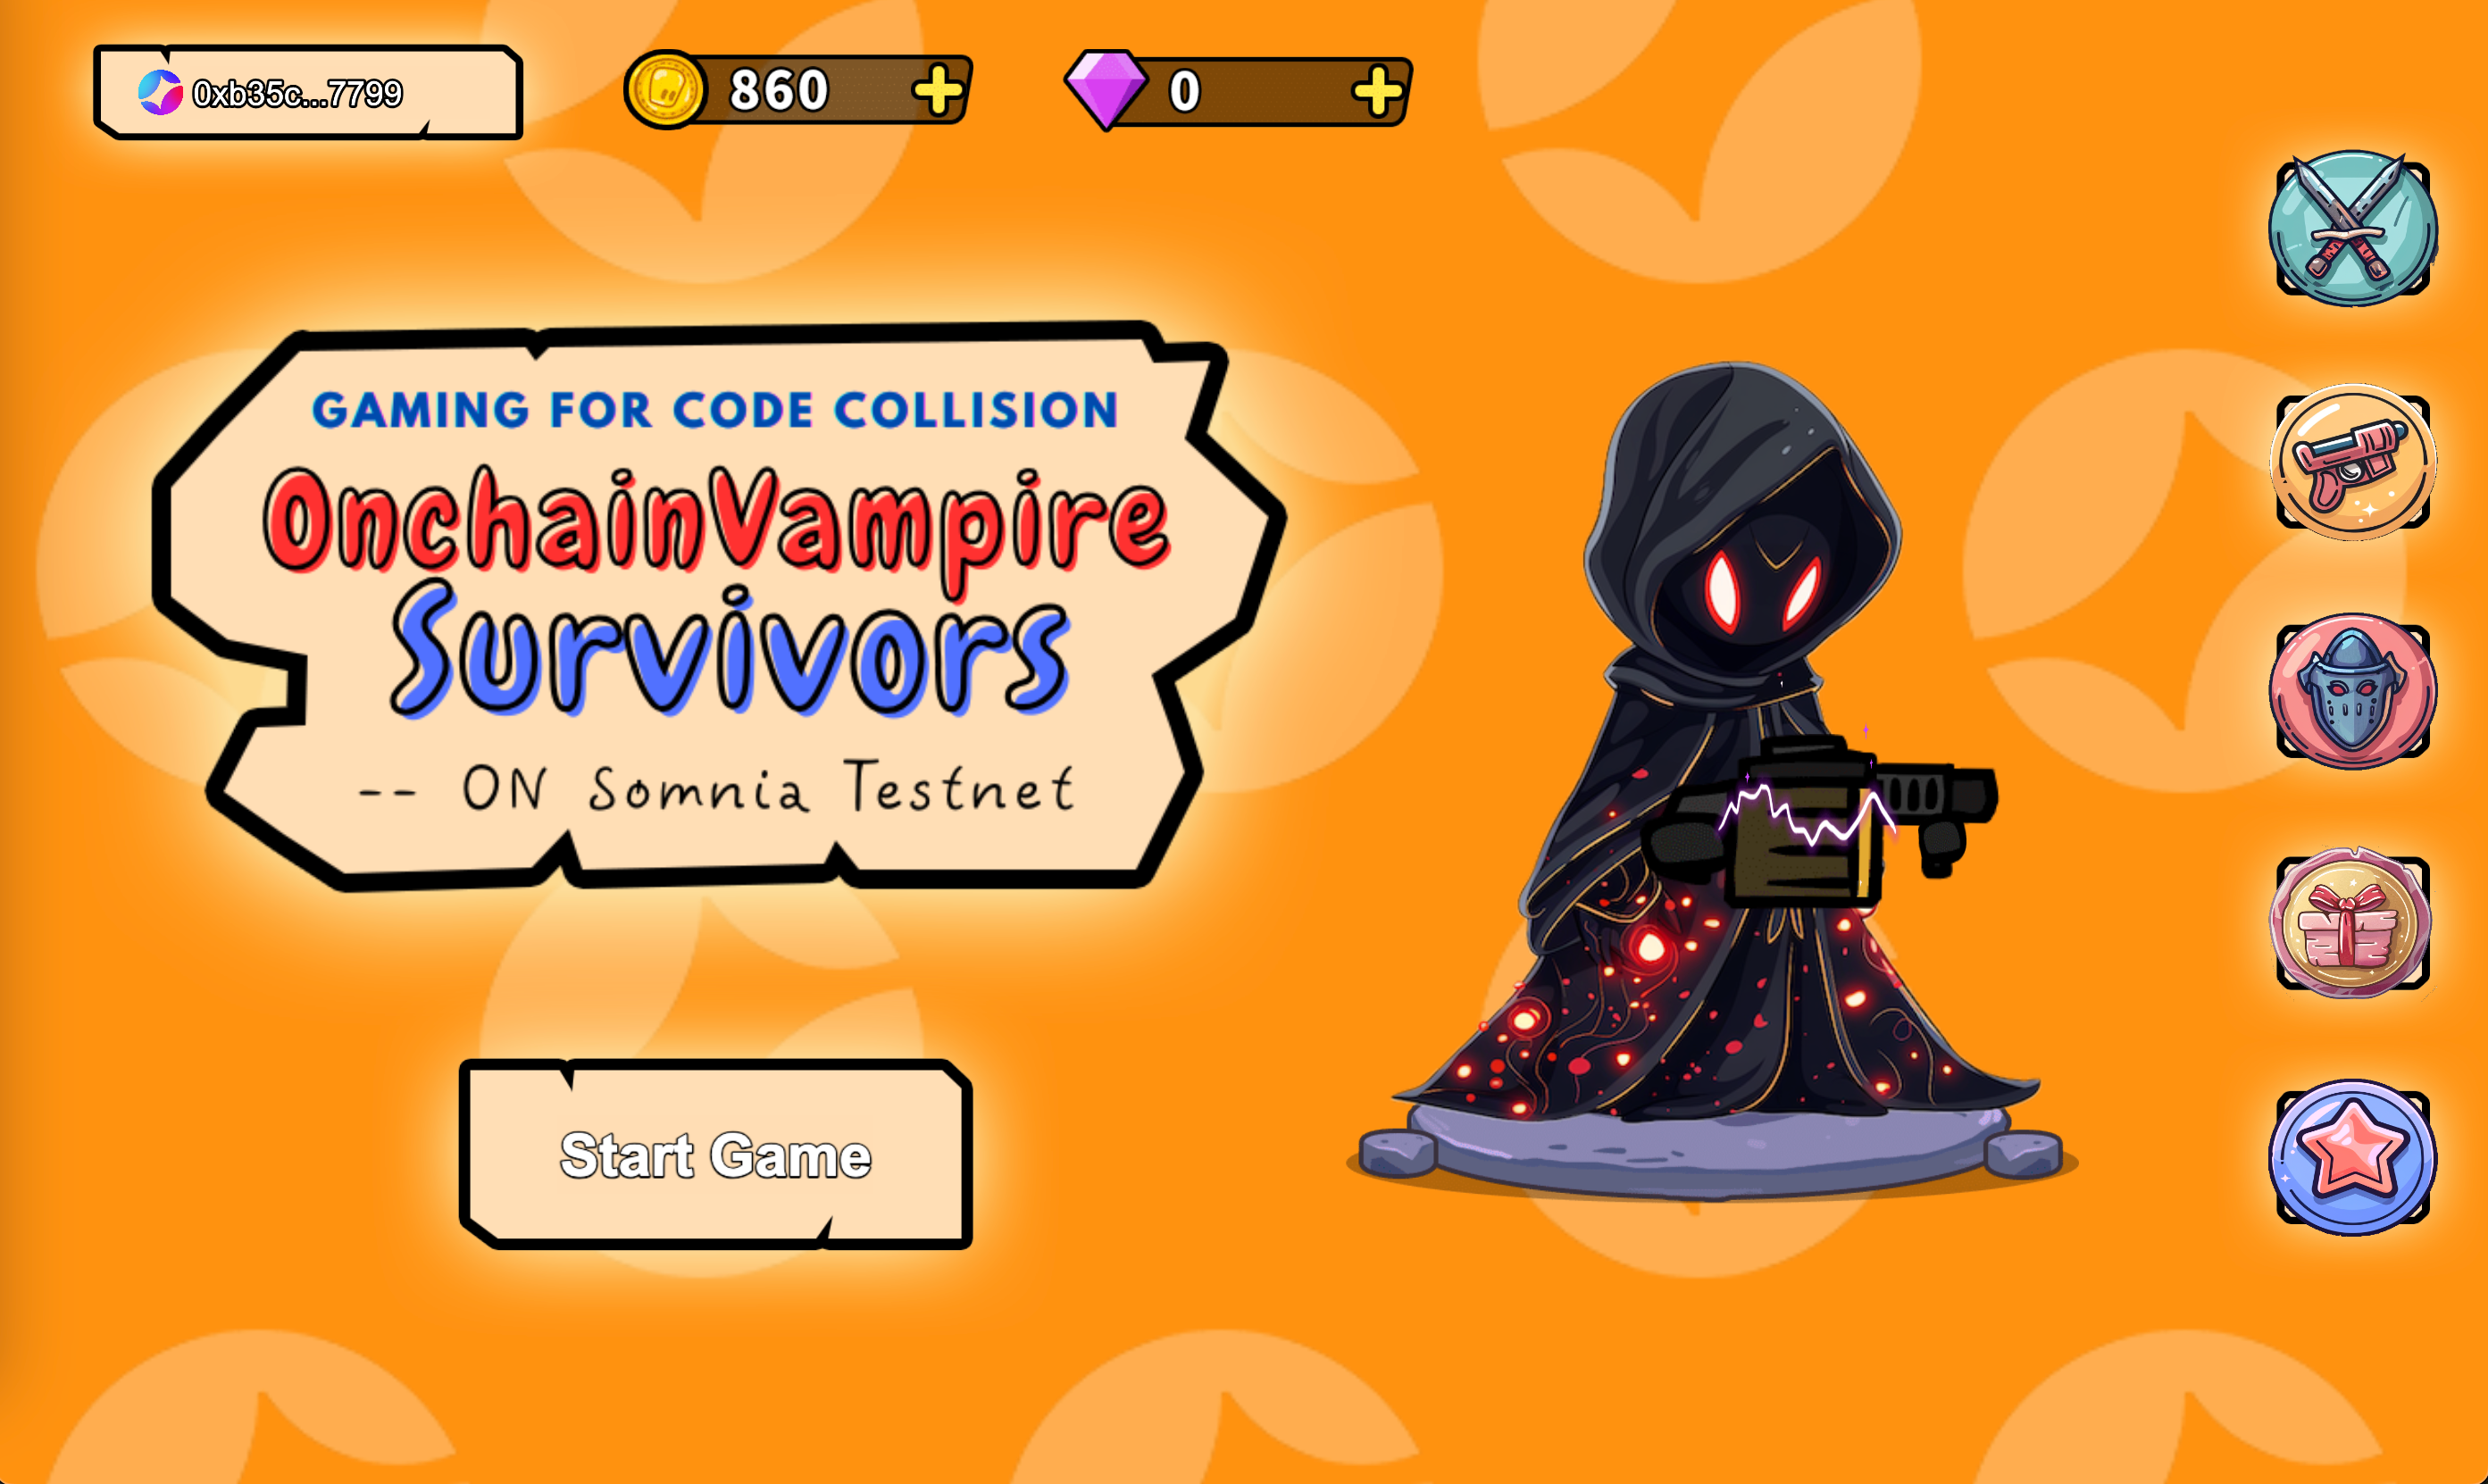 0xb35c...7799
860
0
GAMING FOR CODE COLLISION
OnchainVampire
Survivors
-- ON Somnia Testnet
Start Game